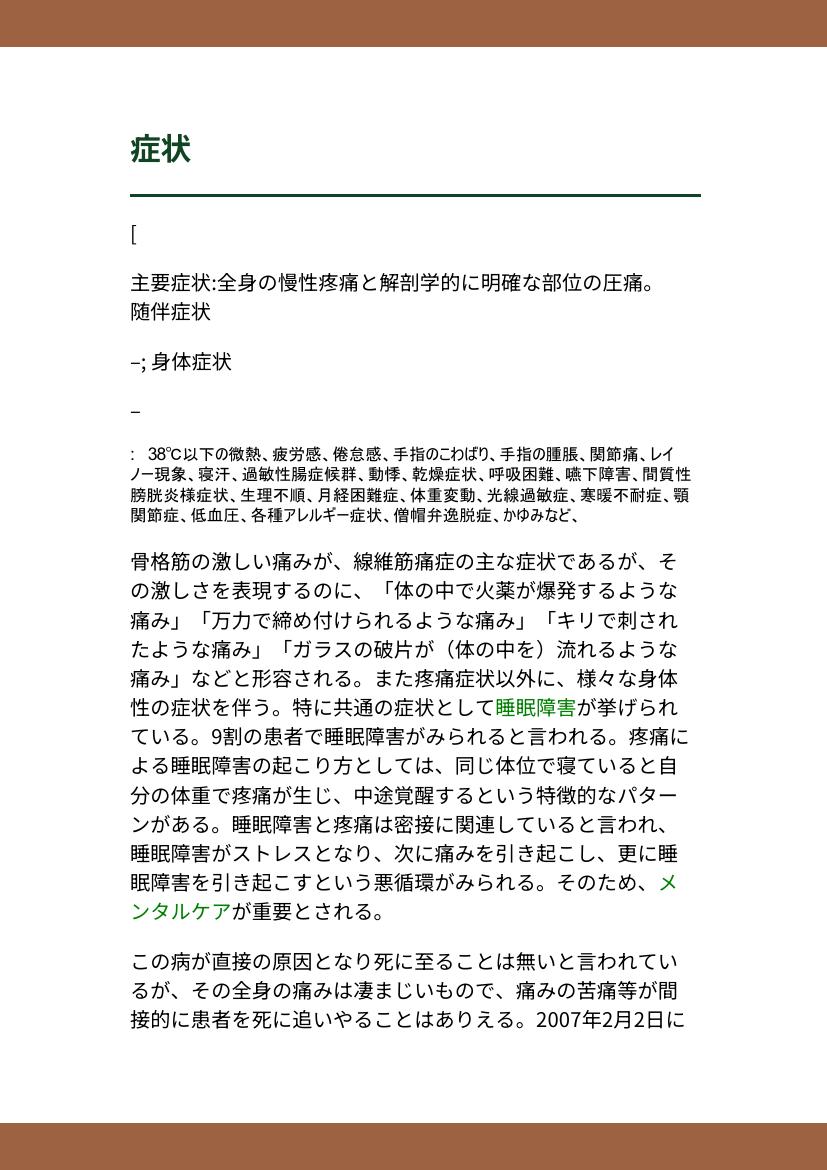 症状
[
主要症状:全身の慢性疼痛と解剖学的に明確な部位の圧痛。
随伴症状
–; 身体症状
–
: 38℃以下の微熱、疲労感、倦怠感、手指のこわばり、手指の腫脹、関節痛、レイ
ノー現象、寝汗、過敏性腸症候群、動悸、乾燥症状、呼吸困難、嚥下障害、間質性
膀胱炎様症状、生理不順、月経困難症、体重変動、光線過敏症、寒暖不耐症、顎
関節症、低血圧、各種アレルギー症状、僧帽弁逸脱症、かゆみなど、
骨格筋の激しい痛みが、線維筋痛症の主な症状であるが、そ
の激しさを表現するのに、「体の中で火薬が爆発するような
痛み」「万力で締め付けられるような痛み」「キリで刺され
たような痛み」「ガラスの破片が（体の中を）流れるような
痛み」などと形容される。また疼痛症状以外に、様々な身体
性の症状を伴う。特に共通の症状として睡眠障害が挙げられ
ている。9割の患者で睡眠障害がみられると言われる。疼痛に
よる睡眠障害の起こり方としては、同じ体位で寝ていると自
分の体重で疼痛が生じ、中途覚醒するという特徴的なパター
ンがある。睡眠障害と疼痛は密接に関連していると言われ、
睡眠障害がストレスとなり、次に痛みを引き起こし、更に睡
眠障害を引き起こすという悪循環がみられる。そのため、メ
ンタルケアが重要とされる。
この病が直接の原因となり死に至ることは無いと言われてい
るが、その全身の痛みは凄まじいもので、痛みの苦痛等が間
接的に患者を死に追いやることはありえる。2007年2月2日に